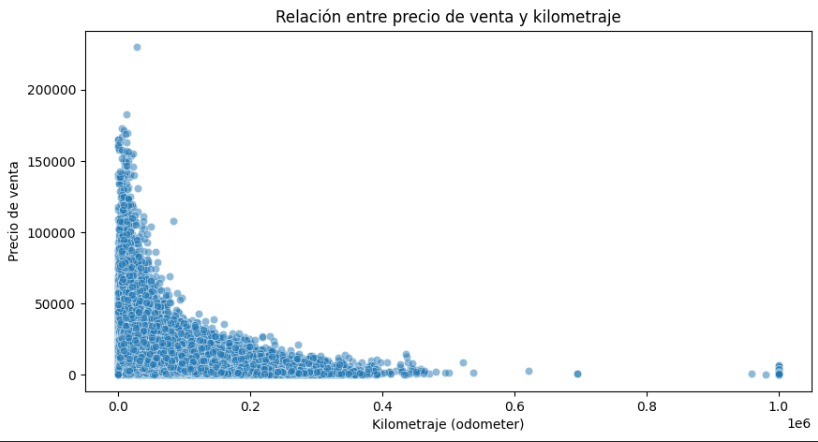 Relación entre precio de venta y kilometraje
Precio de venta
200000
150000
100000
50000
0
0.0 0.2 0.4 0.6 0.8 1.0
1e6
Kilometraje (odometer)